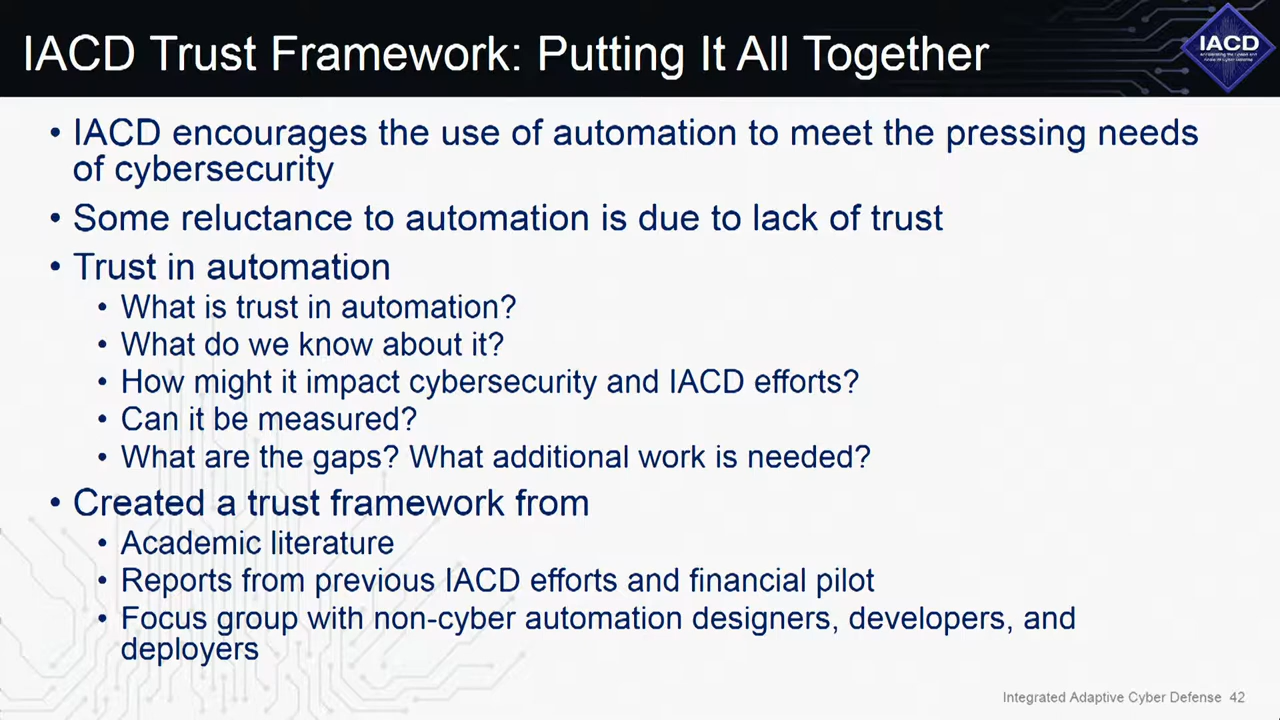 IACD Trust Framework: Putting It All Together
IACD
• IACD encourages the use of automation to meet the pressing needs
of cybersecurity
• Some reluctance to automation is due to lack of trust
• Trust in automation
• What is trust in automation?
• What do we know about it?
• How might it impact cybersecurity and IACD efforts?
• Can it be measured?
• What are the gaps? What additional work is needed?
• Created a trust framework from
• Academic literature
• Reports from previous IACD efforts and financial pilot
• Focus group with non-cyber automation designers, developers, and
deployers
Integrated Adaptive Cyber Defense 42